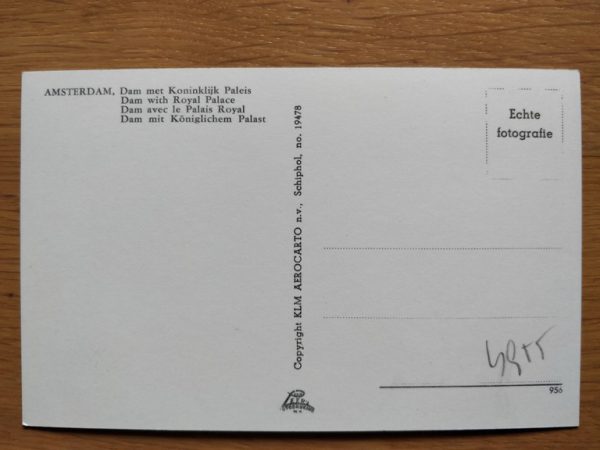 AMSTERDAM, Dam met Koninklijk Paleis
Dam with Royal Palace
Dam avec le Palais Royal
Dam mit Königlichem Palast
Copyright KLM AEROCARTO n.v., Schiphol, no. 19478
Echte
fotografie
956